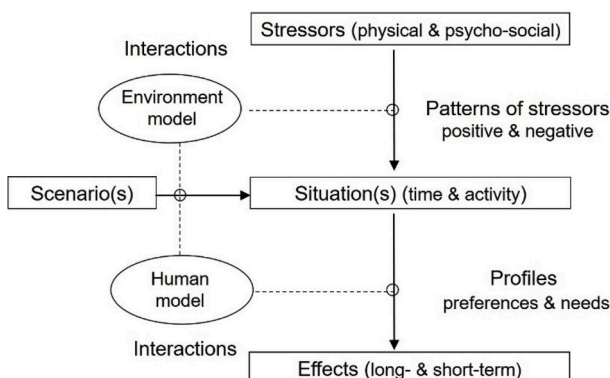 Stressors (physical & psycho-social)
Interactions
Environment
model
Patterns of stressors
positive & negative
Scenario(s)
Situation(s) (time & activity)
Human
model
Profiles
preferences & needs
Interactions
Effects (long- & short-term)